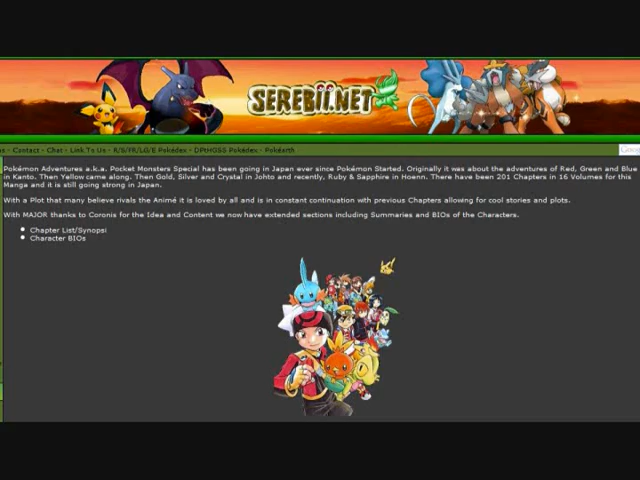 SEREBII.NET
- Contact - Chat - Link To Us - R/S/FR/LG/E Pokédex - DPtHGSS Pokédex - Pokéarth
Pokémon Adventures a.k.a. Pocket Monsters Special has been going in Japan ever since Pokémon Started. Originally it was about the adventures of Red, Green and Blue
in Kanto. Then Yellow came along. Then Gold, Silver and Crystal in Johto and recently, Ruby & Sapphire in Hoenn. There have been 201 Chapters in 16 Volumes for this
Manga and it is still going strong in Japan.
With a Plot that many believe rivals the Animé it is loved by all and is in constant continuation with previous Chapters allowing for cool stories and plots.
With MAJOR thanks to Coronis for the Idea and Content we now have extended sections including Summaries and BIOs of the Characters.
Chapter List/Synopsi
Character BIOs